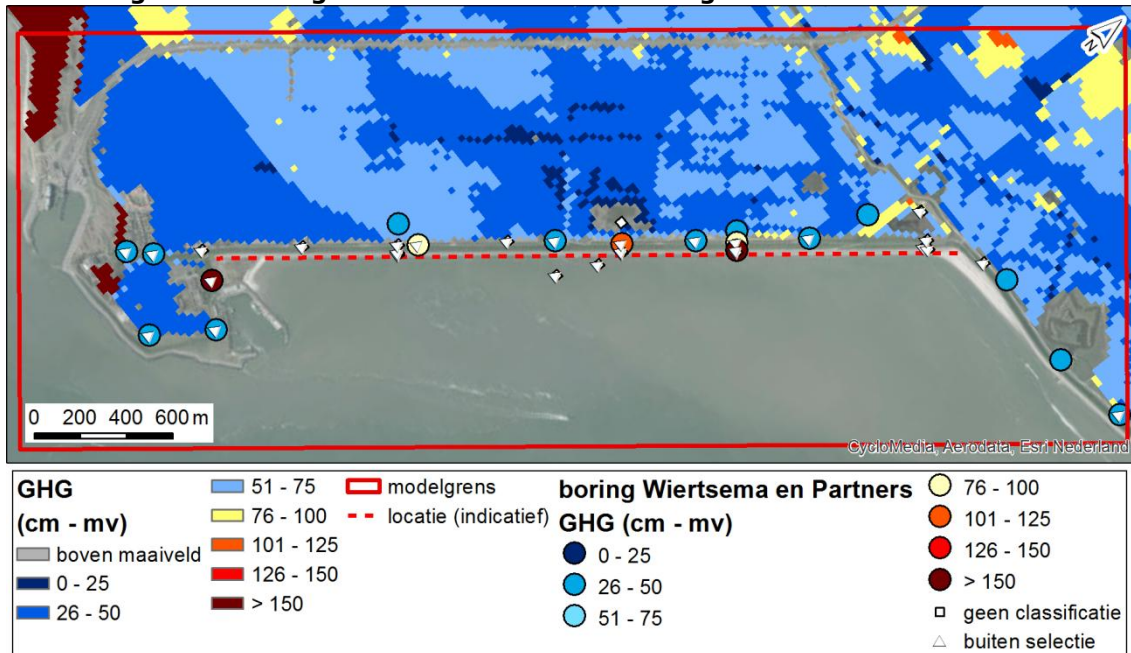 N
0 200 400 600 m
CycloMedia, Aerodata, Esri Nederland
GHG
(cm - mv)
boven maaiveld
0 - 25
26 - 50
51 - 75
76 - 100
101 - 125
126 - 150
> 150
modelgrens
locatie (indicatief)
boring Wiertsema en Partners
GHG (cm - mv)
0 - 25
26 - 50
51 - 75
76 - 100
101 - 125
126 - 150
> 150
geen classificatie
buiten selectie